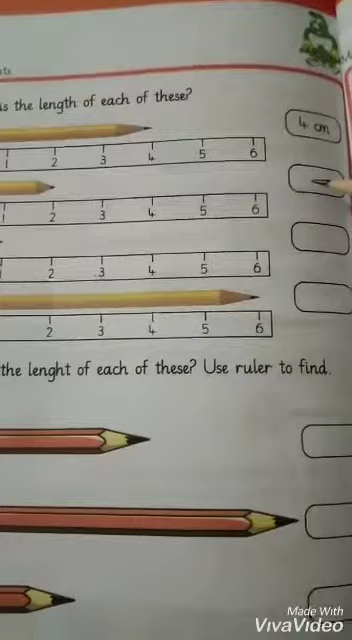 is the length of each of these?
4 cm
1 2 3 4 5 6
1 2 3 4 5 6
2 3 4 5 6
2 3 4 5 6
the lenght of each of these? Use ruler to find.
Made With
VivaVideo